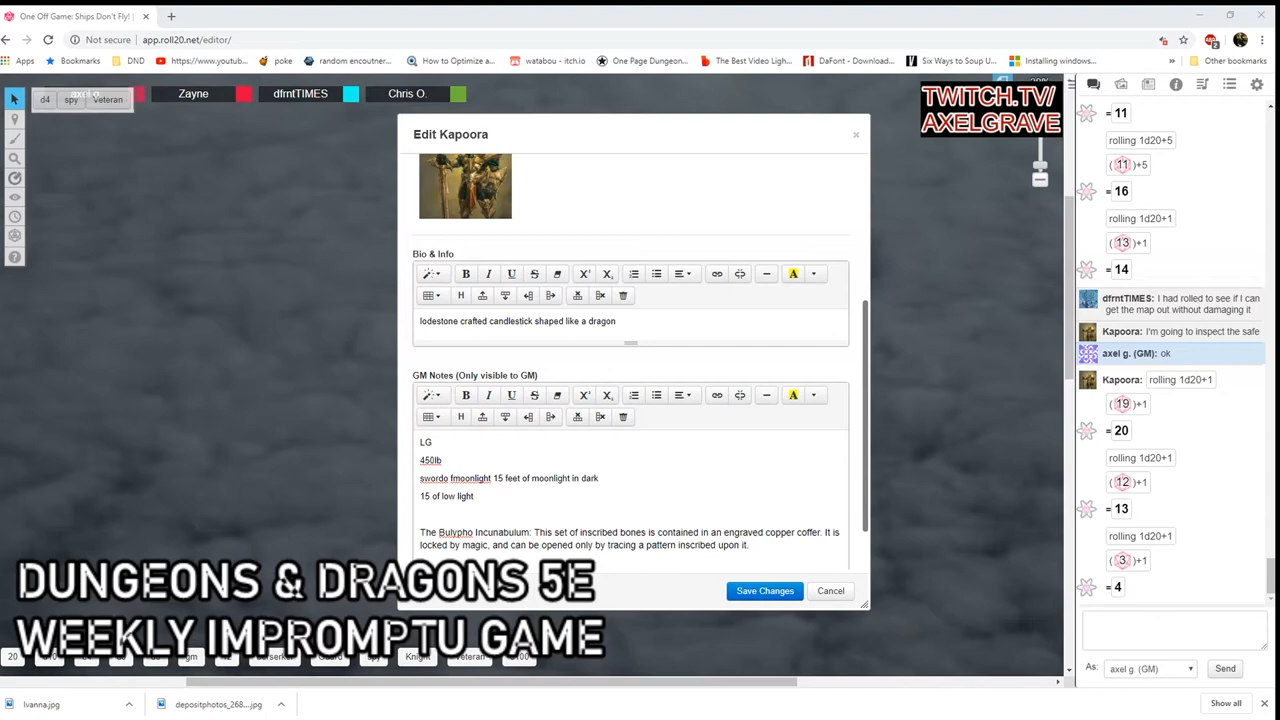 One Off Game: Ships Don't Fly!
Not secure
app.roll20.net/editor/
2
Apps
Bookmarks
DND
https://www.youtub...
poke
random encoutner...
How to Optimize a...
watabou - itch.io
One Page Dungeon...
The Best Video Ligh...
DaFont - Download...
Six Ways to Soup U...
Installing windows...
Other bookmarks
d4
spy
Veteran
Zayne
dfrntTIMES
Chris O.
TWITCH.TV/
AXELGRAVE
Edit Kapoora
Bio & Info
lodestone crafted candlestick shaped like a dragon
GM Notes (Only visible to GM)
LG
450lb
swordo fmoonlight 15 feet of moonlight in dark
15 of low light
The Bulypho Incunabulum: This set of inscribed bones is contained in an engraved copper coffer. It is
locked by magic, and can be opened only by tracing a pattern inscribed upon it.
Save Changes
Cancel
= 11
rolling 1d20+5
(11)+5
= 16
rolling 1d20+1
(13)+1
= 14
dfrntTIMES: I had rolled to see if I can
get the map out without damaging it
Kapoora: I'm going to inspect the safe
axel g. (GM): ok
Kapoora: rolling 1d20+1
(19)+1
= 20
rolling 1d20+1
(12)+1
= 13
rolling 1d20+1
(3)+1
= 4
As:
axel g. (GM)
Send
DUNGEONS & DRAGONS 5E
WEEKLY IMPROMPTU GAME
20
spy
Knight
Veteran
Ivanna.jpg
depositphotos_268....jpg
Show all